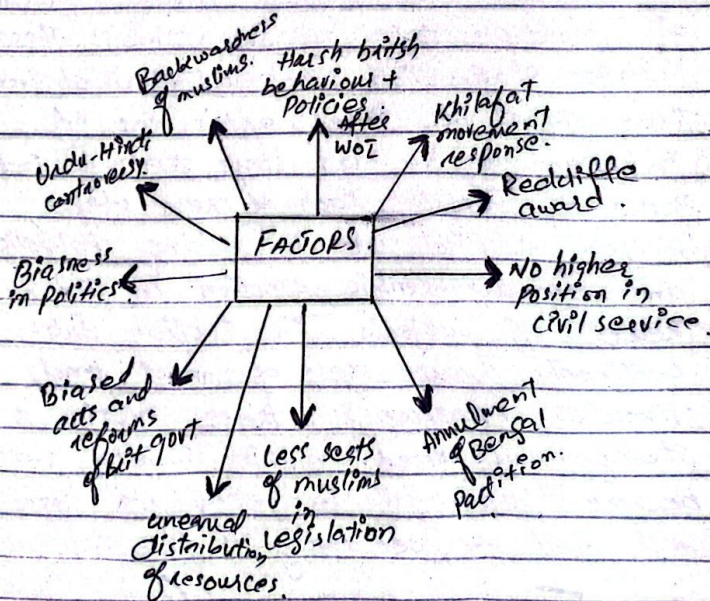 FACTORS.
Backwardness
of muslims.
Harsh british
behaviour +
Policies.
After
WOI
Khilafat
movement
response.
Redcliffe
award.
No higher
Position in
civil service.
Annulment
of Bengal
partition.
Less seats
of muslims
in
legislation
unequal
distribution
of resources.
Biased
acts and
reforms
of Brit govt
Biasness
in politics.
Urdu-Hindi
controversy.